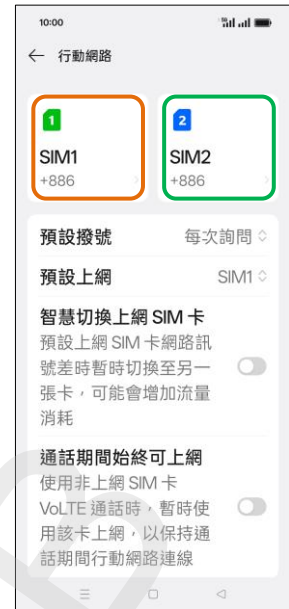 10:00
← 行動網路
1
2
SIM1
SIM2
+886
+886
預設撥號 每次詢問
預設上網 SIM1
智慧切換上網 SIM 卡
預設上網 SIM 卡網路訊
號差時暫時切換至另一
張卡，可能會增加流量
消耗
通話期間始終可上網
使用非上網 SIM 卡
VoLTE 通話時，暫時使
用該卡上網，以保持通
話期間行動網路連線